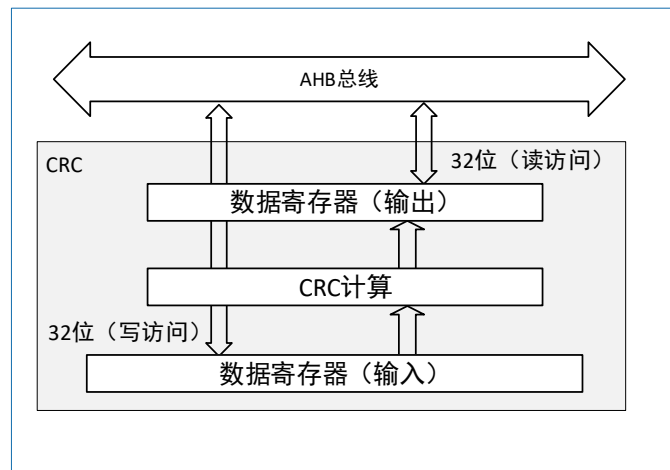 AHB总线
CRC
32位（读访问）
数据寄存器（输出）
CRC计算
32位（写访问）
数据寄存器（输入）